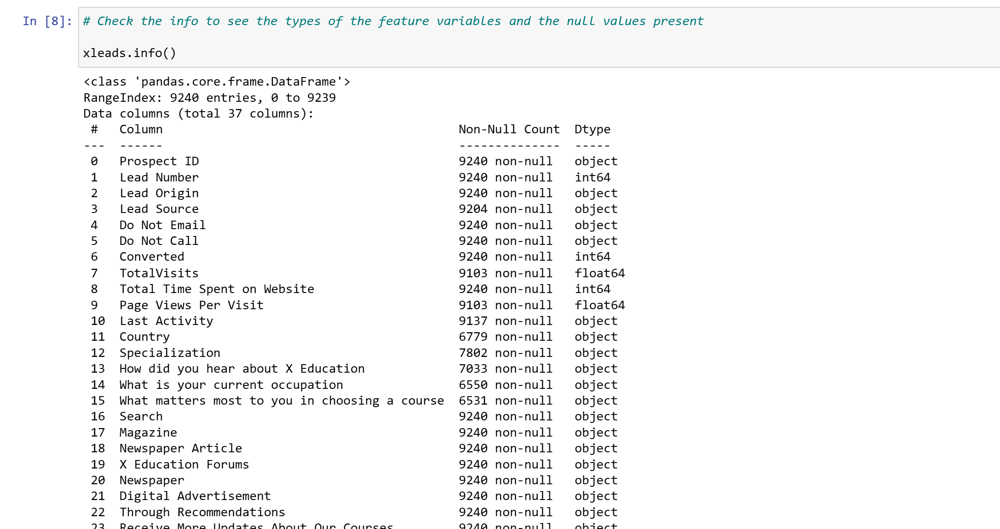 In [8]: # Check the info to see the types of the feature variables and the null values present
xleads.info()
<class 'pandas.core.frame.DataFrame'>
RangeIndex: 9240 entries, 0 to 9239
Data columns (total 37 columns):
 #   Column                                         Non-Null Count  Dtype
---  ------                                         --------------  -----
 0   Prospect ID                                    9240 non-null   object
 1   Lead Number                                    9240 non-null   int64
 2   Lead Origin                                    9240 non-null   object
 3   Lead Source                                    9204 non-null   object
 4   Do Not Email                                   9240 non-null   object
 5   Do Not Call                                    9240 non-null   object
 6   Converted                                      9240 non-null   int64
 7   TotalVisits                                    9103 non-null   float64
 8   Total Time Spent on Website                    9240 non-null   int64
 9   Page Views Per Visit                           9103 non-null   float64
 10  Last Activity                                  9137 non-null   object
 11  Country                                        6779 non-null   object
 12  Specialization                                 7802 non-null   object
 13  How did you hear about X Education             7033 non-null   object
 14  What is your current occupation                6550 non-null   object
 15  What matters most to you in choosing a course  6531 non-null   object
 16  Search                                         9240 non-null   object
 17  Magazine                                       9240 non-null   object
 18  Newspaper Article                              9240 non-null   object
 19  X Education Forums                             9240 non-null   object
 20  Newspaper                                      9240 non-null   object
 21  Digital Advertisement                          9240 non-null   object
 22  Through Recommendations                        9240 non-null   object
 23  Receive More Updates About Our Courses         9240 non-null   object